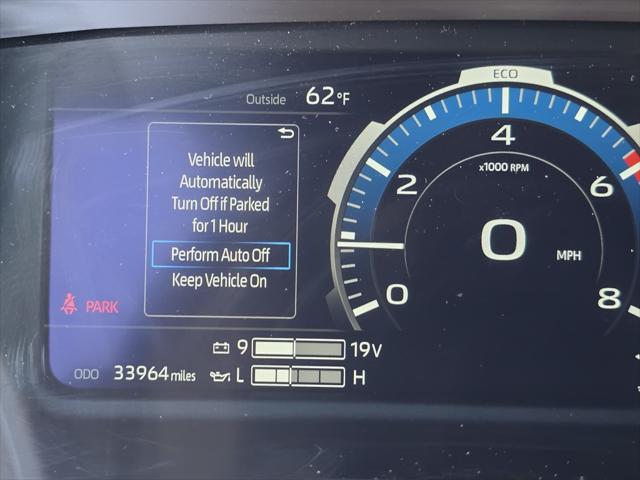 ECO
Outside 62°F
Vehicle will
Automatically
Turn Off if Parked
for 1 Hour
Perform Auto Off
Keep Vehicle On
PARK
4
x1000 RPM
2
6
0
MPH
0
8
9
19V
ODO 33964 miles
L
H